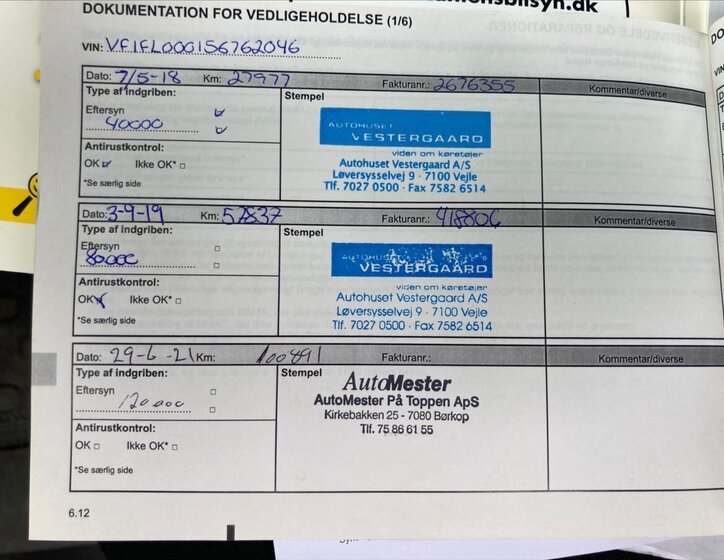 onsbilsyn.dk
DOKUMENTATION FOR VEDLIGEHOLDELSE (1/6)
VIN: VF1FL000156762046
Dato: 7/5-18 Km: 27977 Fakturanr.: 2676355 Kommentar/diverse
Type af indgriben: Stempel
Eftersyn
40000
AUTOHUSET
VESTERGAARD
viden om køretøjer
Autohuset Vestergaard A/S
Løversysselvej 9 · 7100 Vejle
Tlf. 7027 0500 · Fax 7582 6514
Antirustkontrol:
OK Ikke OK*
*Se særlig side
Dato: 3-9-19 Km: 57837 Fakturanr.: 418806 Kommentar/diverse
Type af indgriben: Stempel
Eftersyn
80000
AUTOHUSET
VESTERGAARD
viden om køretøjer
Autohuset Vestergaard A/S
Løversysselvej 9 · 7100 Vejle
Tlf. 7027 0500 · Fax 7582 6514
Antirustkontrol:
OK Ikke OK*
*Se særlig side
Dato: 29-6-21 Km: 100891 Fakturanr.: Kommentar/diverse
Type af indgriben: Stempel
Eftersyn
120000
AutoMester
AutoMester På Toppen ApS
Kirkebakken 25 - 7080 Børkop
Tlf. 75 86 61 55
Antirustkontrol:
OK Ikke OK*
*Se særlig side
6.12